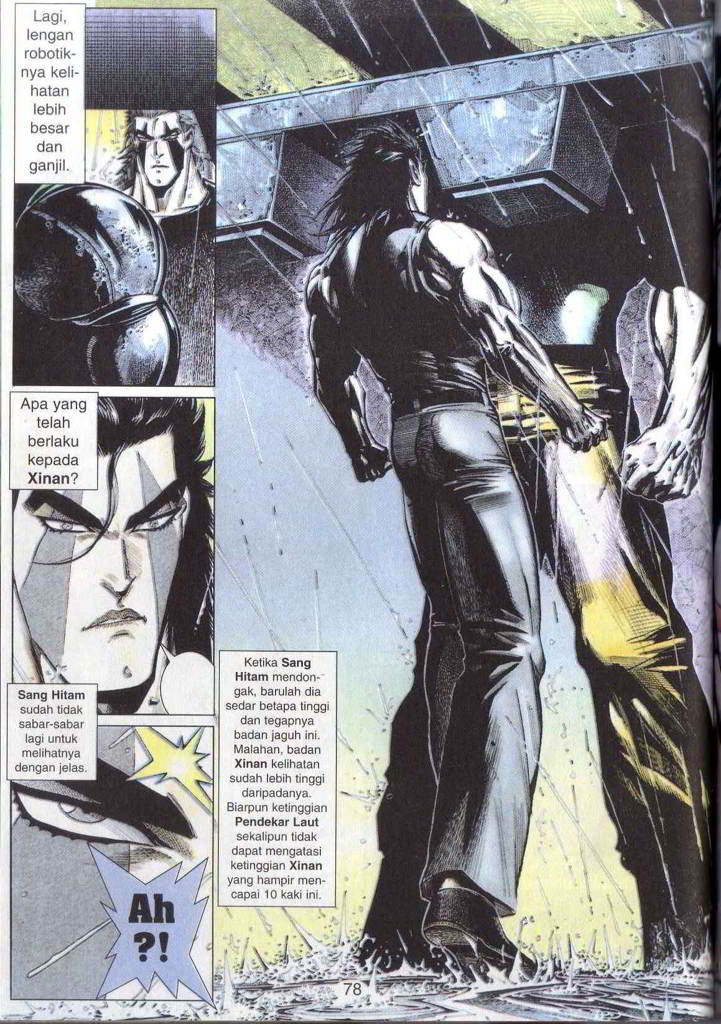 Lagi,
lengan
robotik-
nya keli-
hatan
lebih
besar
dan
ganjil.
Apa yang
telah
berlaku
kepada
Xinan?
Sang Hitam
sudah tidak
sabar-sabar
lagi untuk
melihatnya
dengan jelas.
Ah
?!
Ketika Sang
Hitam mendon-
gak, barulah dia
sedar betapa tinggi
dan tegapnya
badan jaguh ini.
Malahan, badan
Xinan kelihatan
sudah lebih tinggi
daripadanya.
Biarpun ketinggian
Pendekar Laut
sekalipun tidak
dapat mengatasi
ketinggian Xinan
yang hampir men-
capai 10 kaki ini.
78